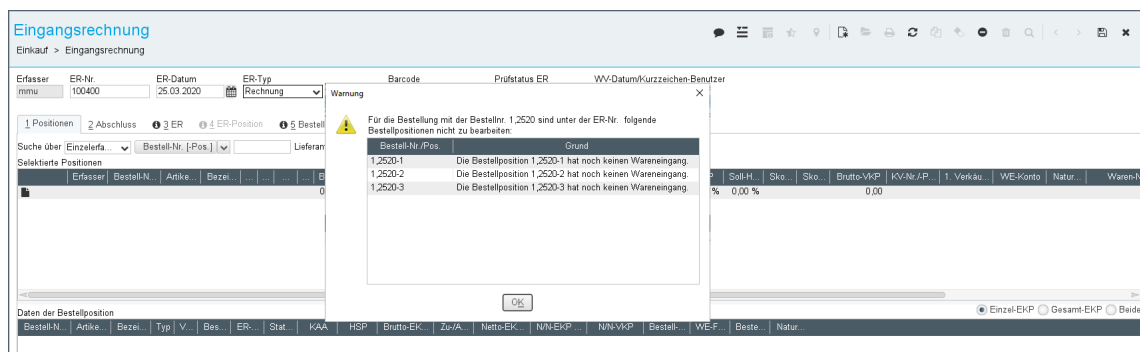 Eingangsrechnung
Einkauf > Eingangsrechnung
Erfasser ER-Nr. ER-Datum ER-Typ Barcode Prüfstatus ER WV-Datum/Kurzzeichen-Benutzer
mmu 100400 25.03.2020 Rechnung
Warnung
1 Positionen 2 Abschluss 3 ER 4 ER-Position 5 Bestell
Für die Bestellung mit der Bestellnr. 1,2520 sind unter der ER-Nr. folgende
Bestellpositionen nicht zu bearbeiten:
Suche über Einzelerfa... Bestell-Nr. [-Pos.] Lieferan
Bestell-Nr./Pos. Grund
1,2520-1 Die Bestellposition 1,2520-1 hat noch keinen Wareneingang.
1,2520-2 Die Bestellposition 1,2520-2 hat noch keinen Wareneingang.
1,2520-3 Die Bestellposition 1,2520-3 hat noch keinen Wareneingang.
Selektierte Positionen
Erfasser Bestell-N... Artike... Bezei... ... ... ... ... B P Soll-H... Sko... Sko... Brutto-VKP KV-Nr./-P... 1. Verkäu... WE-Konto Natur... Waren-N
0 % 0,00 % 0,00
OK
Daten der Bestellposition Einzel-EKP Gesamt-EKP Beide
Bestell-N... Artike... Bezei... Typ V... Bes... ER-... Stat... KAA HSP Brutto-EK... Zu-/A... Netto-EK... N/N-EKP ... N/N-VKP Bestell-... WE-F... Beste... Natur...